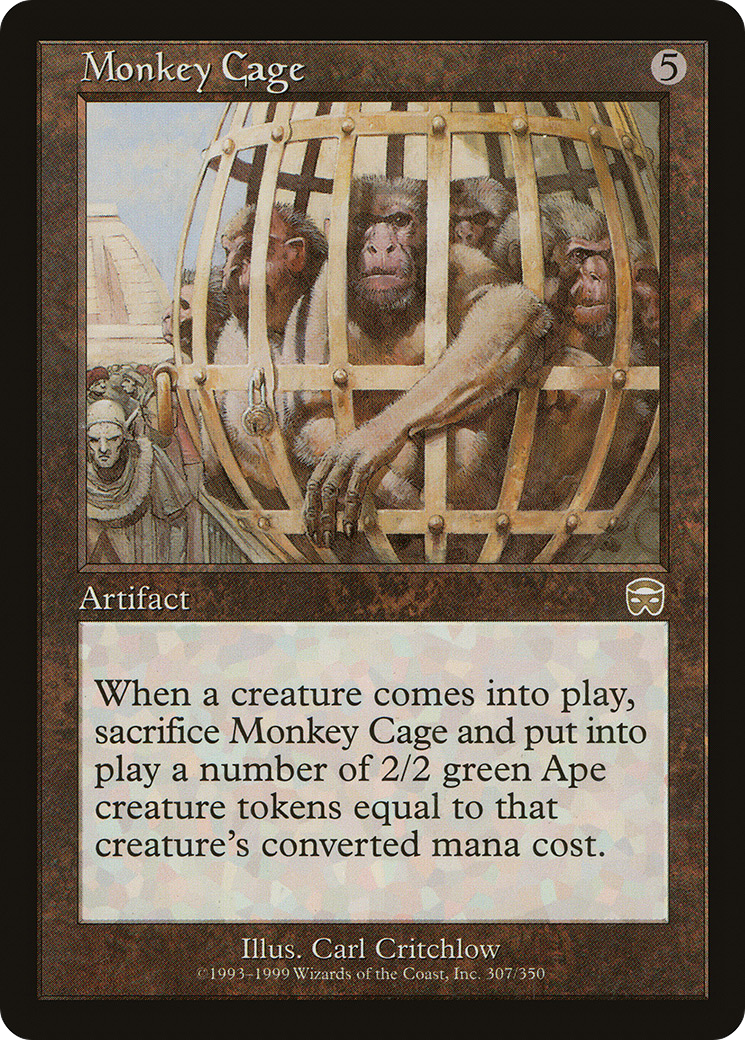 Monkey Cage 5
Artifact
When a creature comes into play,
sacrifice Monkey Cage and put into
play a number of 2/2 green Ape
creature tokens equal to that
creature's converted mana cost.
Illus. Carl Critchlow
©1993–1999 Wizards of the Coast, Inc. 307/350